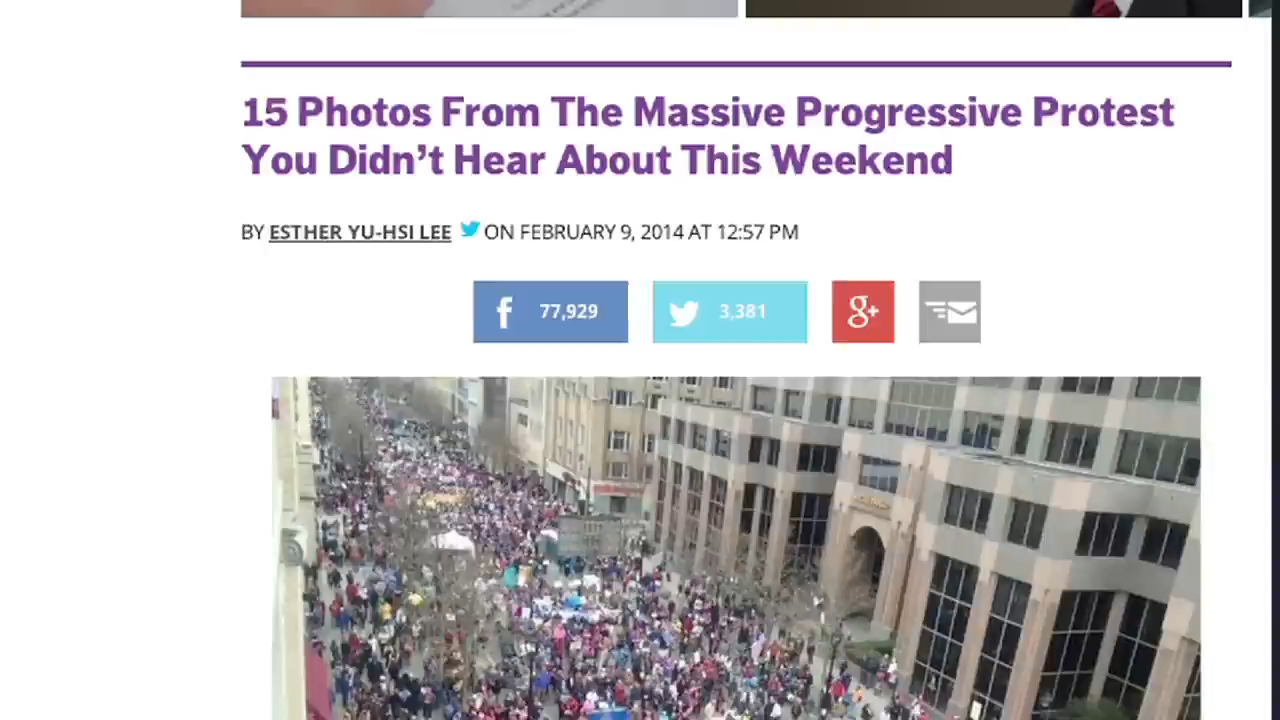 15 Photos From The Massive Progressive Protest
You Didn't Hear About This Weekend
BY ESTHER YU-HSI LEE ON FEBRUARY 9, 2014 AT 12:57 PM
77,929 3,381 g+